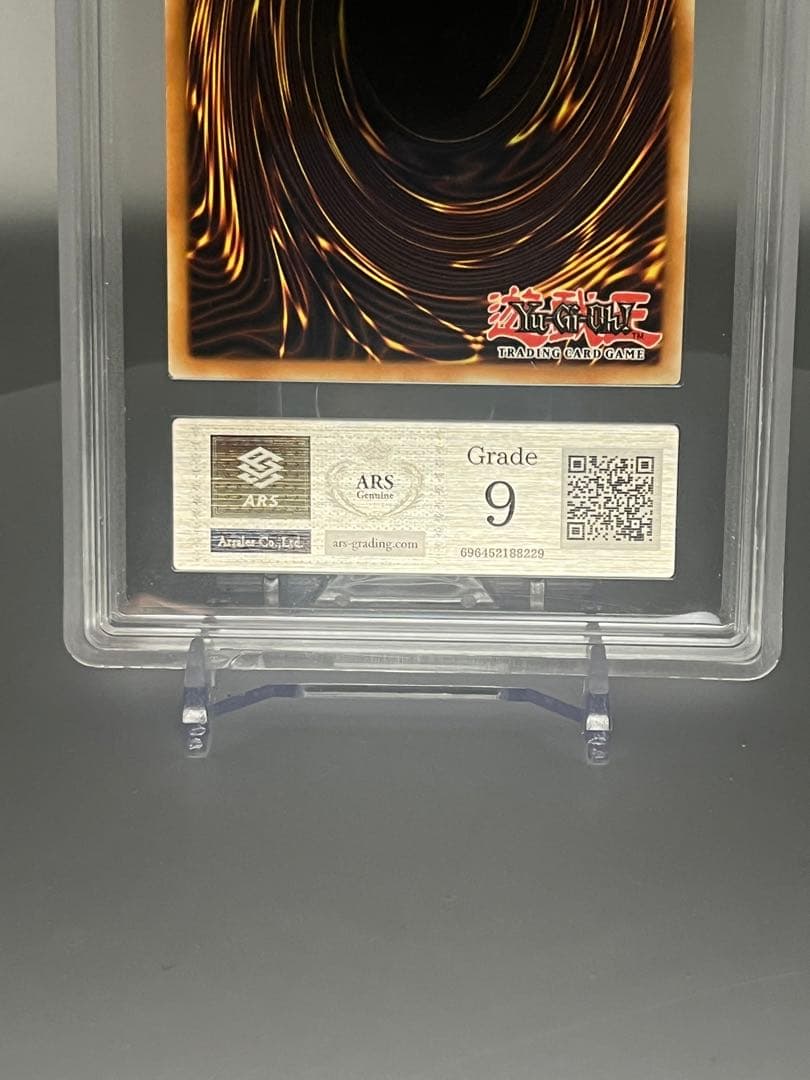 遊戯王
Yu-Gi-Oh!
TM
TRADING CARD GAME
ARS
ARS
Genuine
Grade
9
Co.,Ltd.
ars-grading.com
696452188229